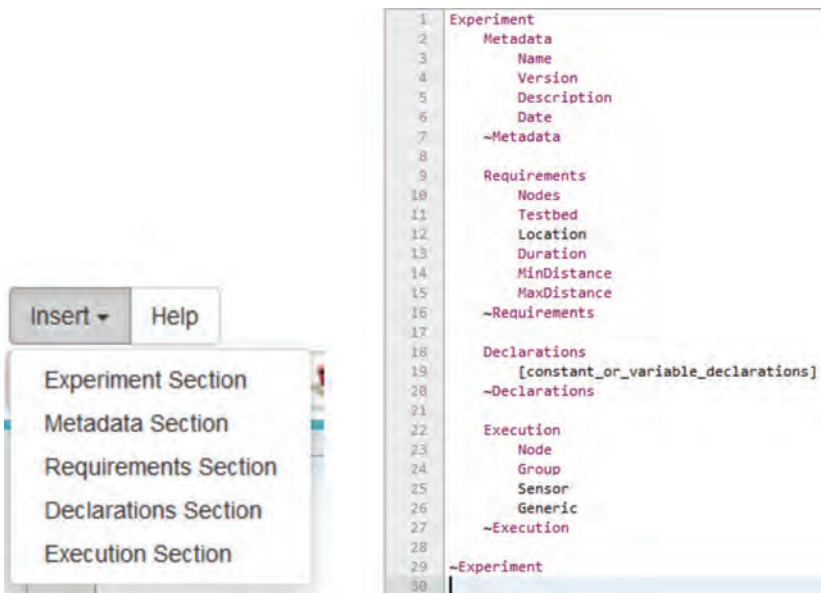 Insert Help
Experiment Section
Metadata Section
Requirements Section
Declarations Section
Execution Section
1 Experiment
2 Metadata
3 Name
4 Version
5 Description
6 Date
7 ~Metadata
8
9 Requirements
10 Nodes
11 Testbed
12 Location
13 Duration
14 MinDistance
15 MaxDistance
16 ~Requirements
17
18 Declarations
19 [constant_or_variable_declarations]
20 ~Declarations
21
22 Execution
23 Node
24 Group
25 Sensor
26 Generic
27 ~Execution
28
29 ~Experiment
30